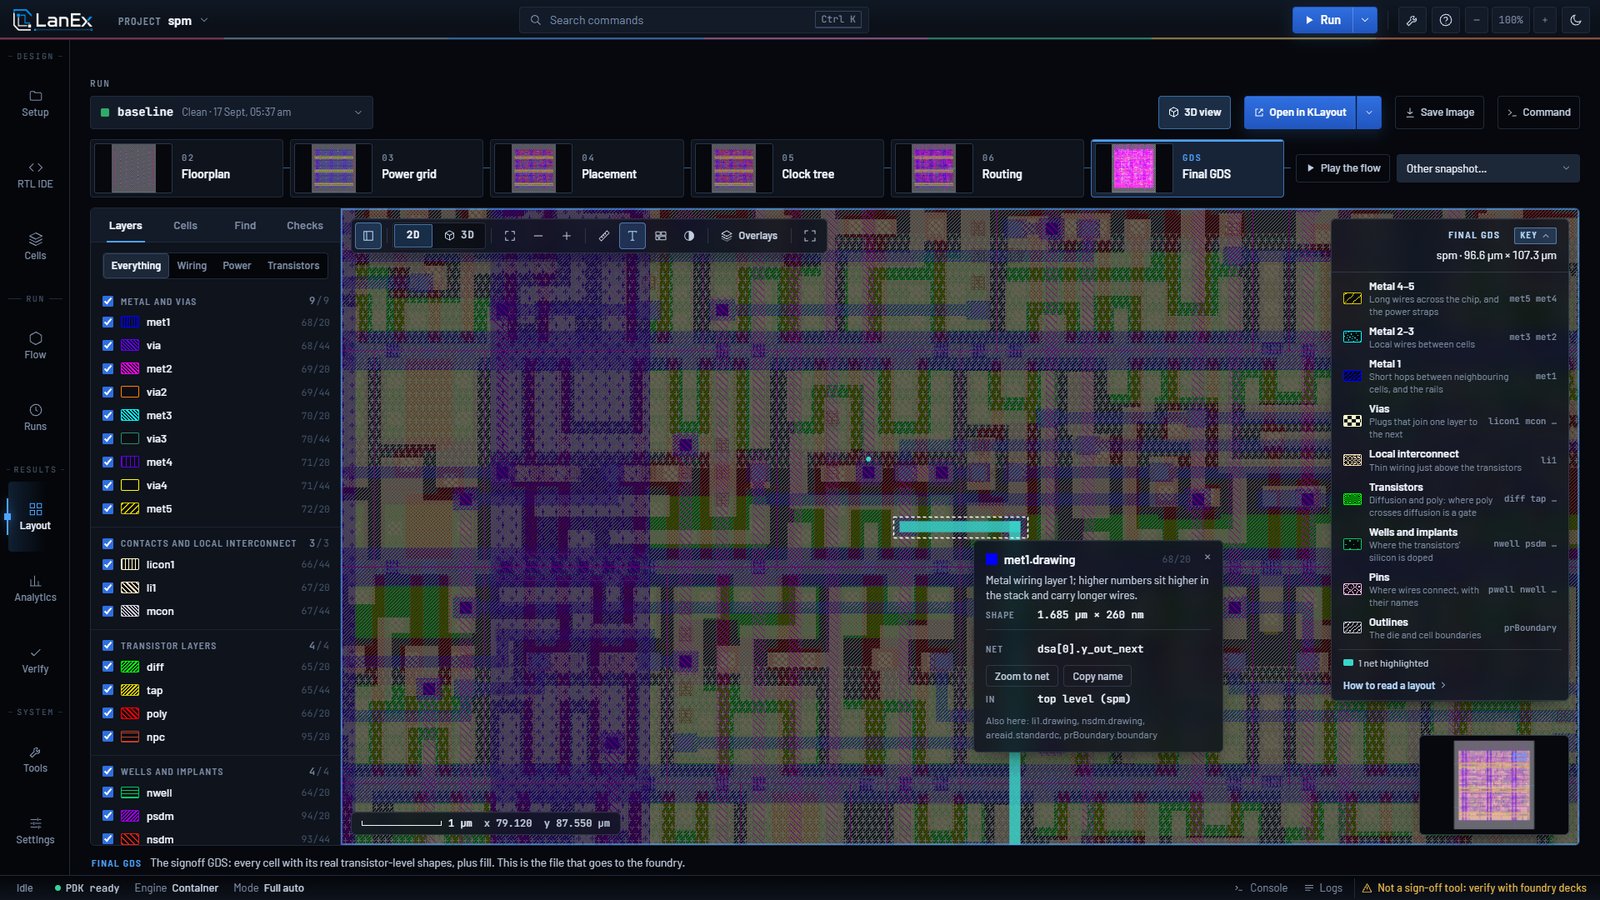 LanEx
PROJECT spm
Search commands
Ctrl K
Run
100%
DESIGN
Setup
RTL IDE
Cells
RUN
Flow
Runs
RESULTS
Layout
Analytics
Verify
SYSTEM
Tools
Settings
RUN
baseline Clean · 17 Sept, 05:37 am
3D view
Open in KLayout
Save Image
Command
02
Floorplan
03
Power grid
04
Placement
05
Clock tree
06
Routing
GDS
Final GDS
Play the flow
Other snapshot...
Layers Cells Find Checks
Everything Wiring Power Transistors
METAL AND VIAS 9/9
met1 68/20
via 68/44
met2 69/20
via2 69/44
met3 70/20
via3 70/44
met4 71/20
via4 71/44
met5 72/20
CONTACTS AND LOCAL INTERCONNECT 3/3
licon1 66/44
li1 67/20
mcon 67/44
TRANSISTOR LAYERS 4/4
diff 65/20
tap 65/44
poly 66/20
npc 95/20
WELLS AND IMPLANTS 4/4
nwell 64/20
psdm 94/20
nsdm 93/44
2D 3D
Overlays
FINAL GDS KEY
spm · 96.6 µm × 107.3 µm
Metal 4–5
Long wires across the chip, and the power straps
met5 met4
Metal 2–3
Local wires between cells
met3 met2
Metal 1
Short hops between neighbouring cells, and the rails
met1
Vias
Plugs that join one layer to the next
licon1 mcon …
Local interconnect
Thin wiring just above the transistors
li1
Transistors
Diffusion and poly: where poly crosses diffusion is a gate
diff tap …
Wells and implants
Where the transistors' silicon is doped
nwell psdm …
Pins
Where wires connect, with their names
pwell nwell …
Outlines
The die and cell boundaries
prBoundary
1 net highlighted
How to read a layout
met1.drawing 68/20
Metal wiring layer 1; higher numbers sit higher in
the stack and carry longer wires.
SHAPE 1.685 µm × 260 nm
NET dsa[0].y_out_next
Zoom to net Copy name
IN top level (spm)
Also here: li1.drawing, nsdm.drawing,
areaid.standardc, prBoundary.boundary
1 µm x 79.120 y 87.550 µm
FINAL GDS The signoff GDS: every cell with its real transistor-level shapes, plus fill. This is the file that goes to the foundry.
Idle PDK ready Engine Container Mode Full auto
Console Logs Not a sign-off tool: verify with foundry decks